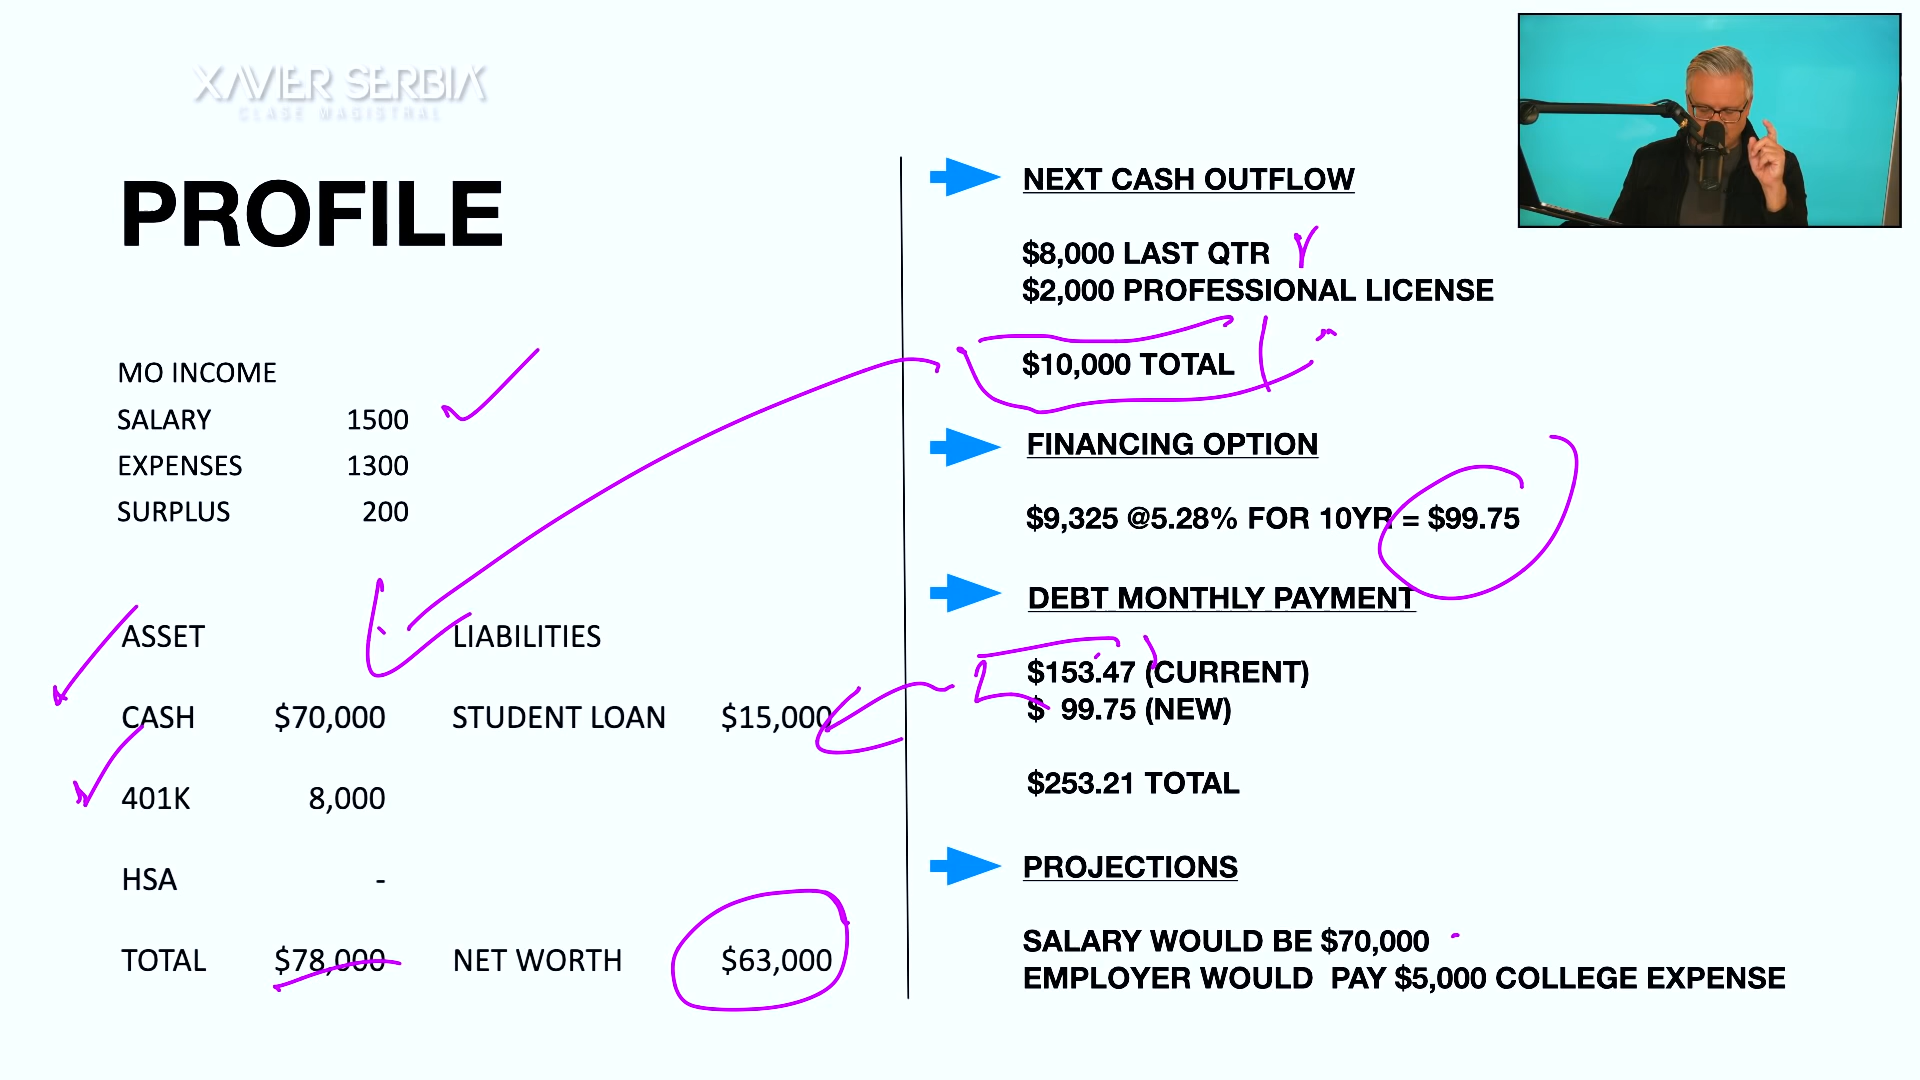 XAVIER SERBIÁ
CLASE MAGISTRAL
PROFILE
MO INCOME
SALARY 1500
EXPENSES 1300
SURPLUS 200
ASSET LIABILITIES
CASH $70,000 STUDENT LOAN $15,000
401K 8,000
HSA -
TOTAL $78,000 NET WORTH $63,000
NEXT CASH OUTFLOW
$8,000 LAST QTR
$2,000 PROFESSIONAL LICENSE
$10,000 TOTAL
FINANCING OPTION
$9,325 @5.28% FOR 10YR = $99.75
DEBT MONTHLY PAYMENT
$153.47 (CURRENT)
$ 99.75 (NEW)
$253.21 TOTAL
PROJECTIONS
SALARY WOULD BE $70,000
EMPLOYER WOULD PAY $5,000 COLLEGE EXPENSE